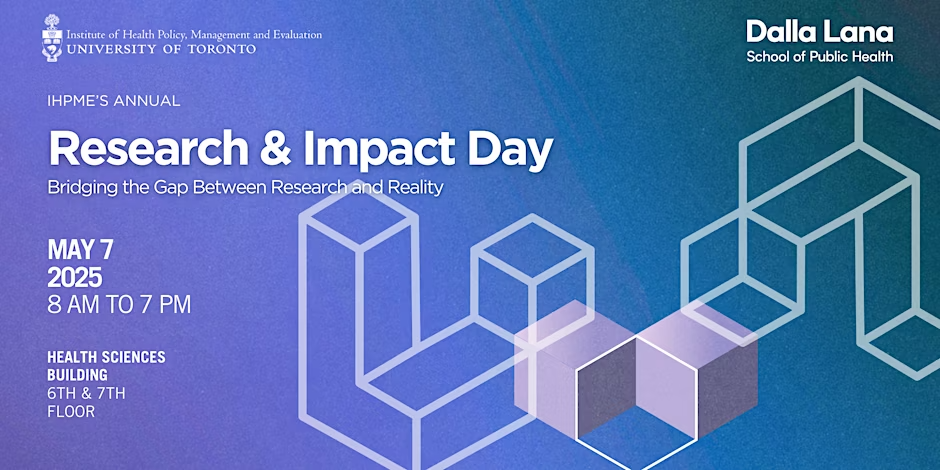 Institute of Health Policy, Management and Evaluation
UNIVERSITY OF TORONTO
Dalla Lana
School of Public Health
IHPME'S ANNUAL
Research & Impact Day
Bridging the Gap Between Research and Reality
MAY 7
2025
8 AM TO 7 PM
HEALTH SCIENCES
BUILDING
6TH & 7TH
FLOOR